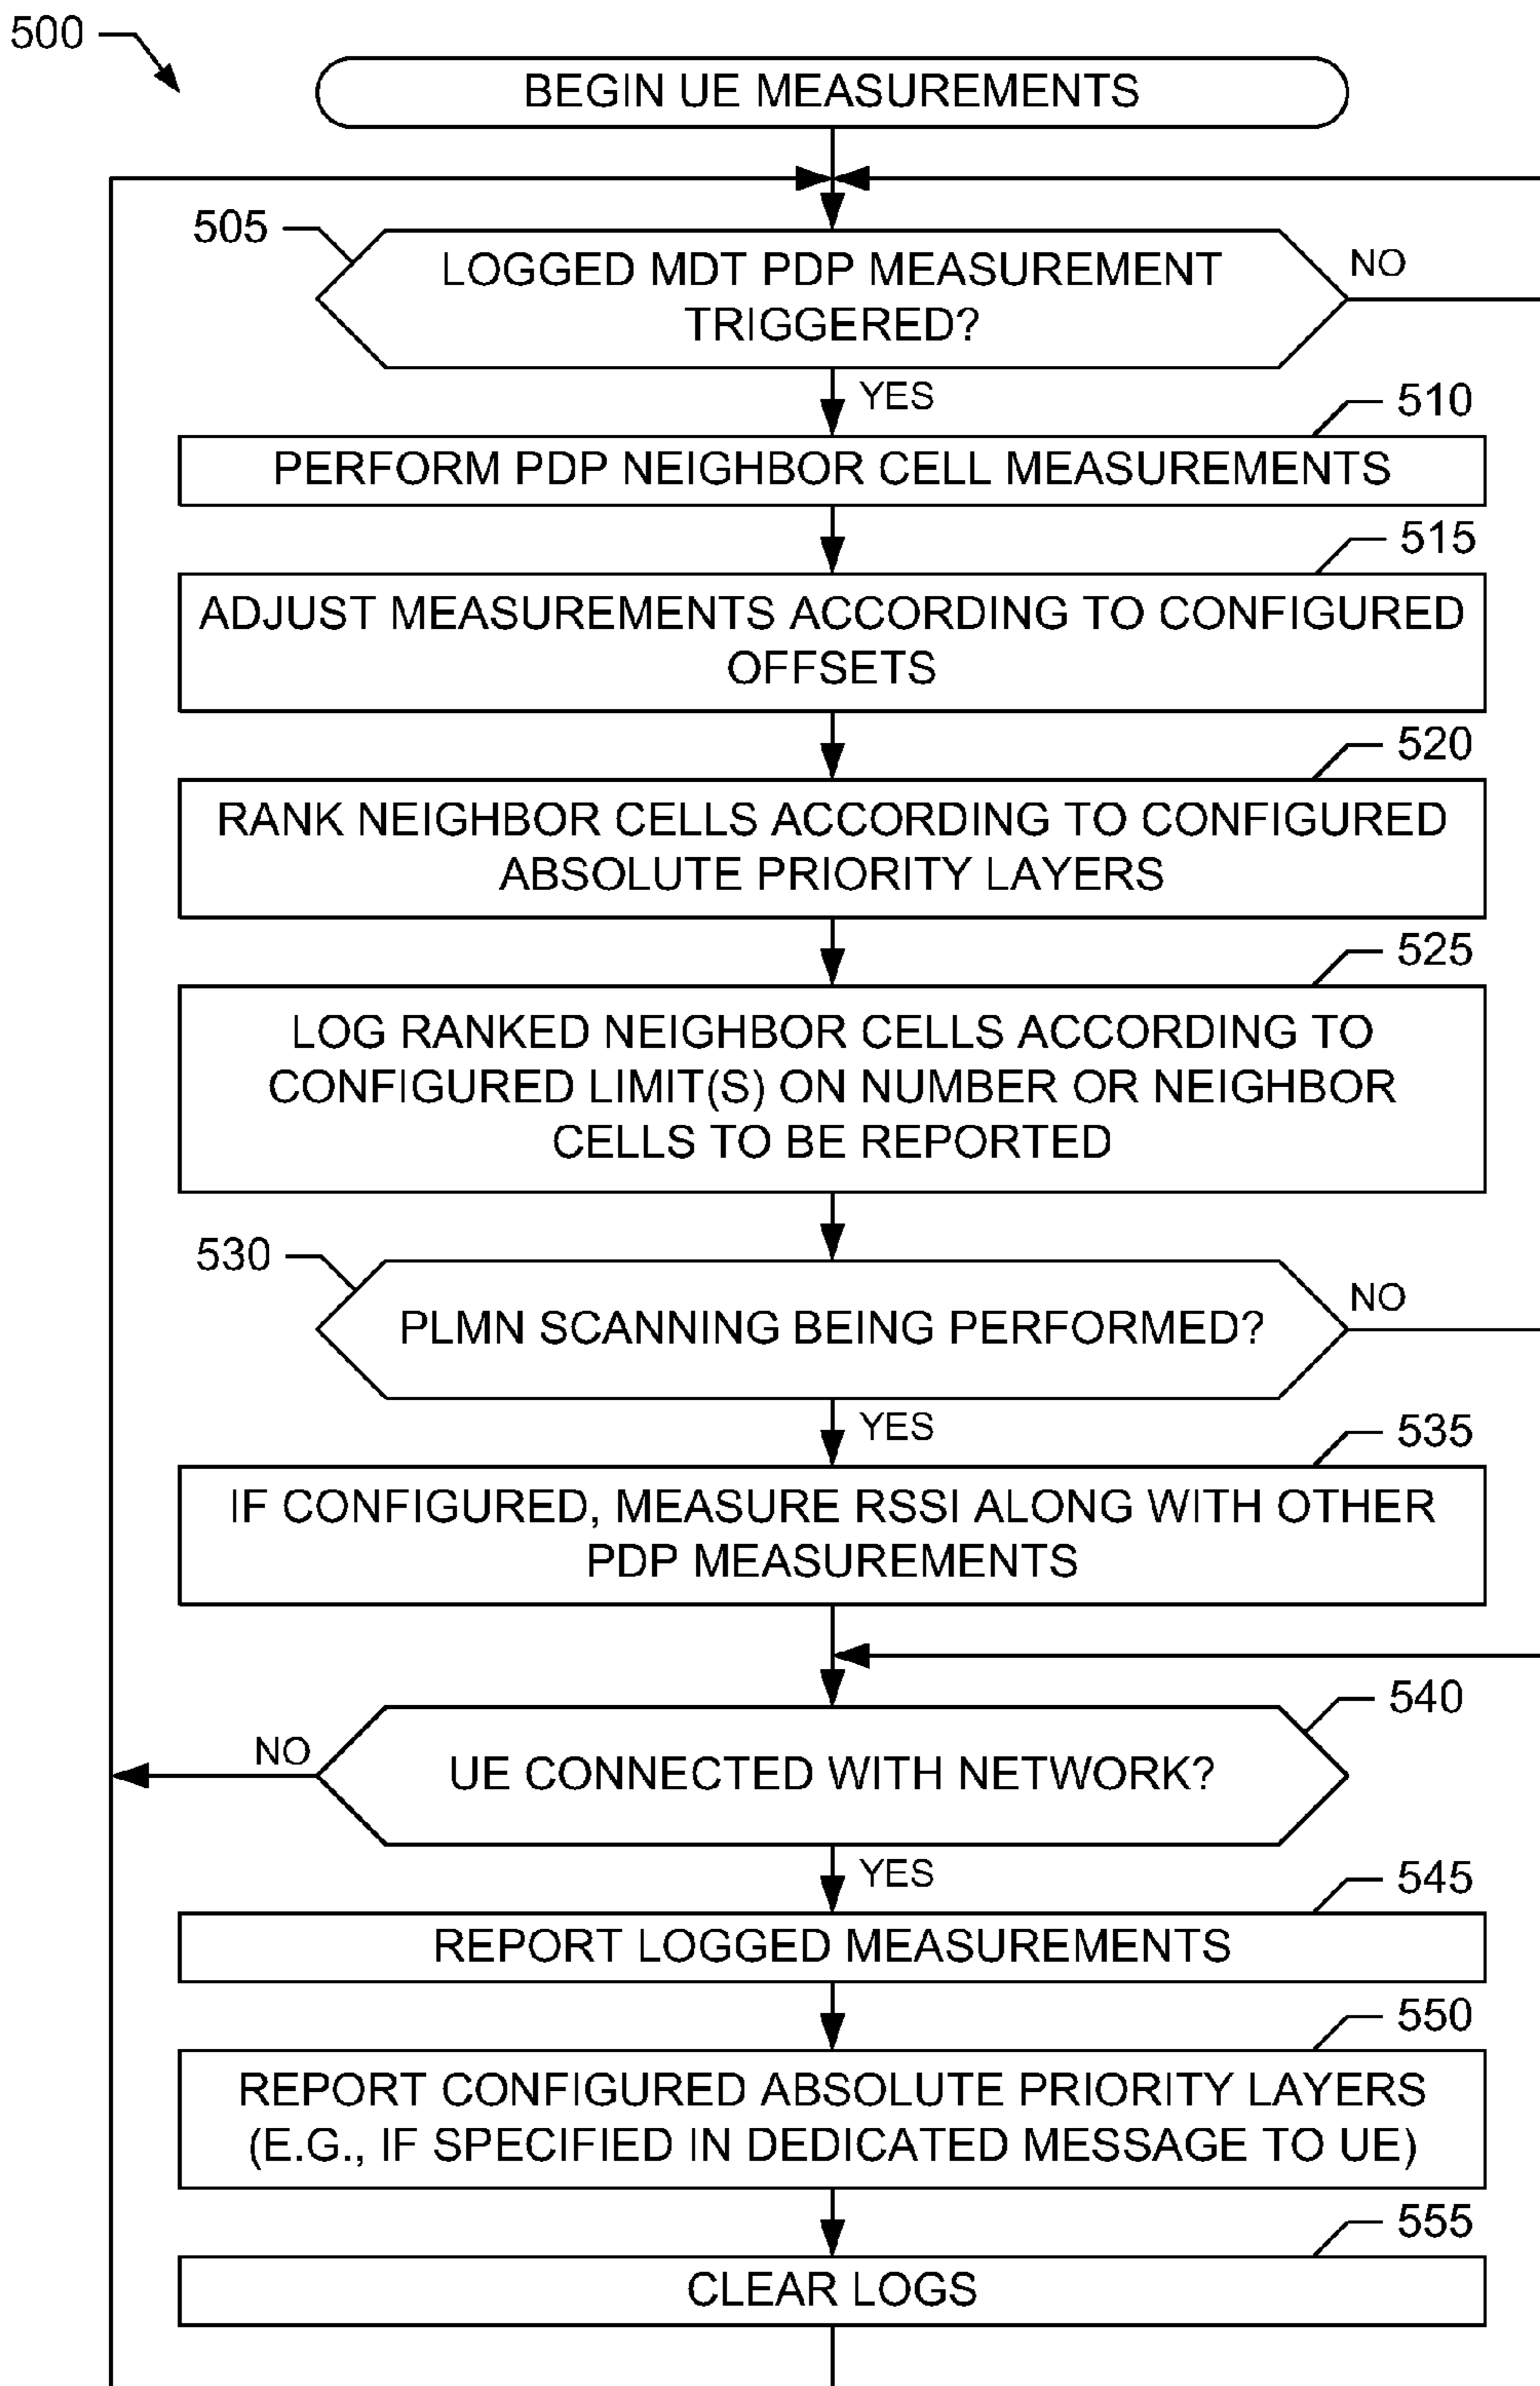 500
BEGIN UE MEASUREMENTS
505
LOGGED MDT PDP MEASUREMENT
TRIGGERED?
NO
YES
510
PERFORM PDP NEIGHBOR CELL MEASUREMENTS
515
ADJUST MEASUREMENTS ACCORDING TO CONFIGURED
OFFSETS
520
RANK NEIGHBOR CELLS ACCORDING TO CONFIGURED
ABSOLUTE PRIORITY LAYERS
525
LOG RANKED NEIGHBOR CELLS ACCORDING TO
CONFIGURED LIMIT(S) ON NUMBER OR NEIGHBOR
CELLS TO BE REPORTED
530
PLMN SCANNING BEING PERFORMED?
NO
YES
535
IF CONFIGURED, MEASURE RSSI ALONG WITH OTHER
PDP MEASUREMENTS
540
NO
UE CONNECTED WITH NETWORK?
YES
545
REPORT LOGGED MEASUREMENTS
550
REPORT CONFIGURED ABSOLUTE PRIORITY LAYERS
(E.G., IF SPECIFIED IN DEDICATED MESSAGE TO UE)
555
CLEAR LOGS